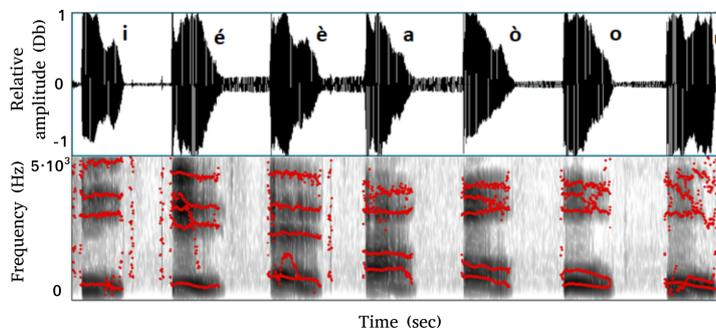 Relative
amplitude (Db)
1
0
-1
i é è a ò o
Frequency (Hz)
5·10³
0
Time (sec)